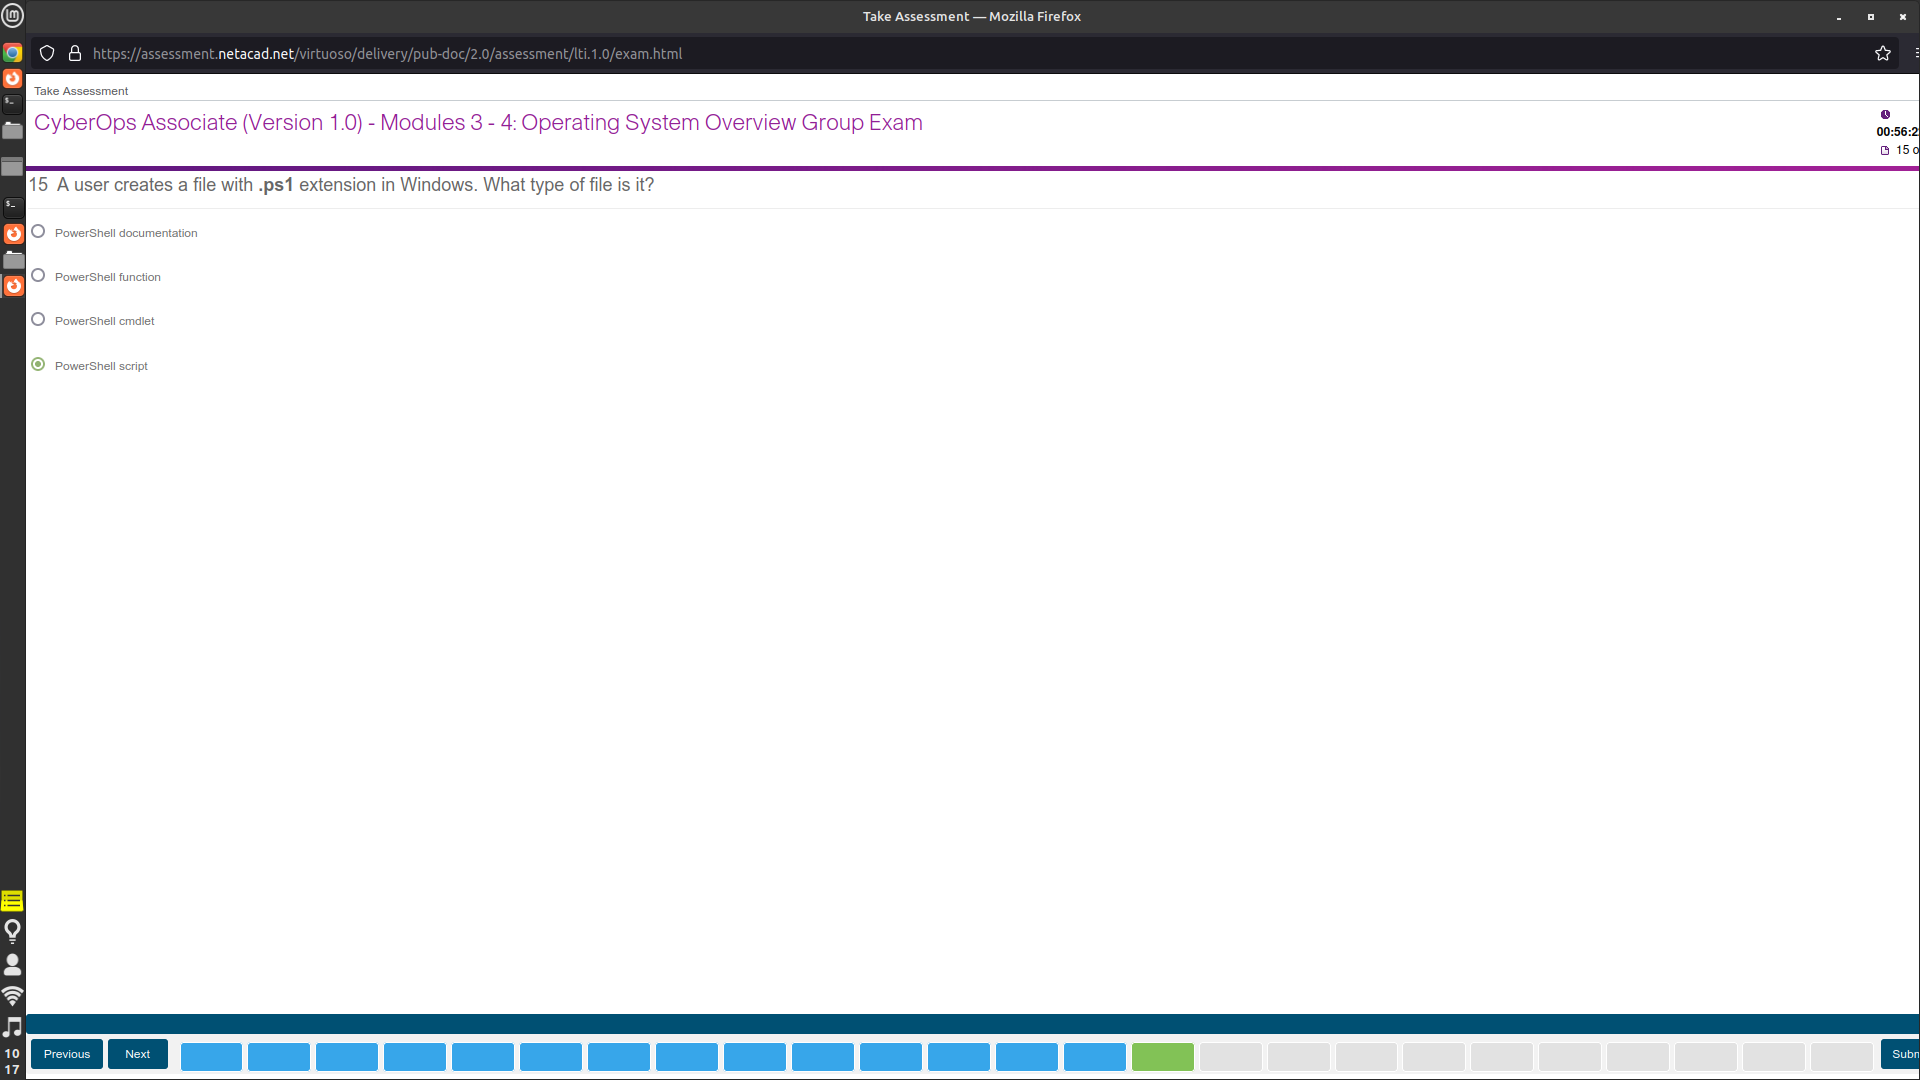 Take Assessment — Mozilla Firefox
https://assessment.netacad.net/virtuoso/delivery/pub-doc/2.0/assessment/lti.1.0/exam.html
Take Assessment
CyberOps Associate (Version 1.0) - Modules 3 - 4: Operating System Overview Group Exam
00:56:2
15 o
15 A user creates a file with .ps1 extension in Windows. What type of file is it?
PowerShell documentation
PowerShell function
PowerShell cmdlet
PowerShell script
Previous
Next
Subm
10
17